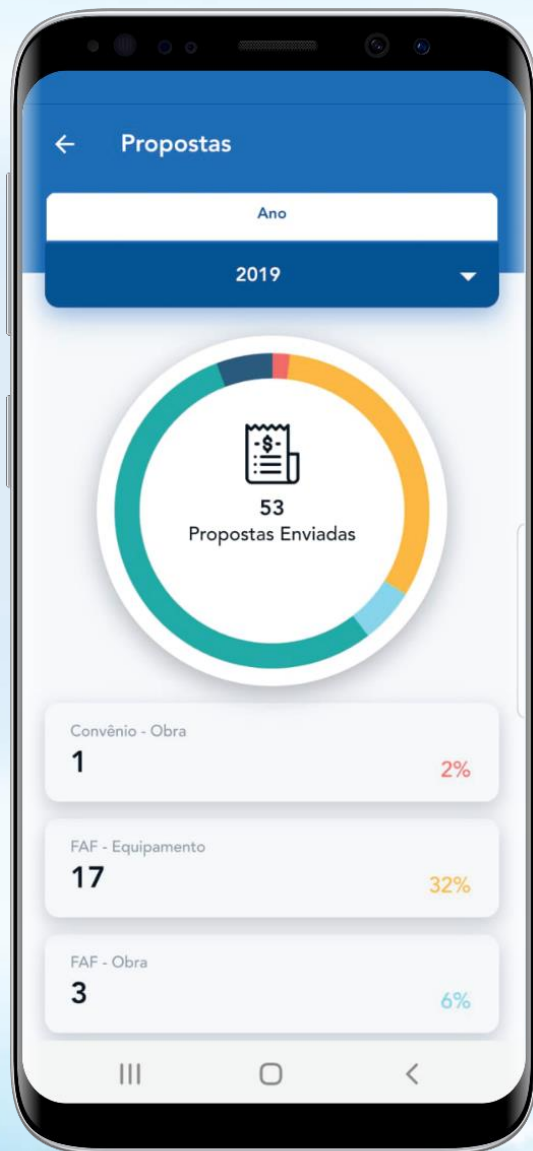 Propostas
Ano
2019
-$-
53
Propostas Enviadas
Convênio - Obra
1
2%
FAF - Equipamento
17
32%
FAF - Obra
3
6%